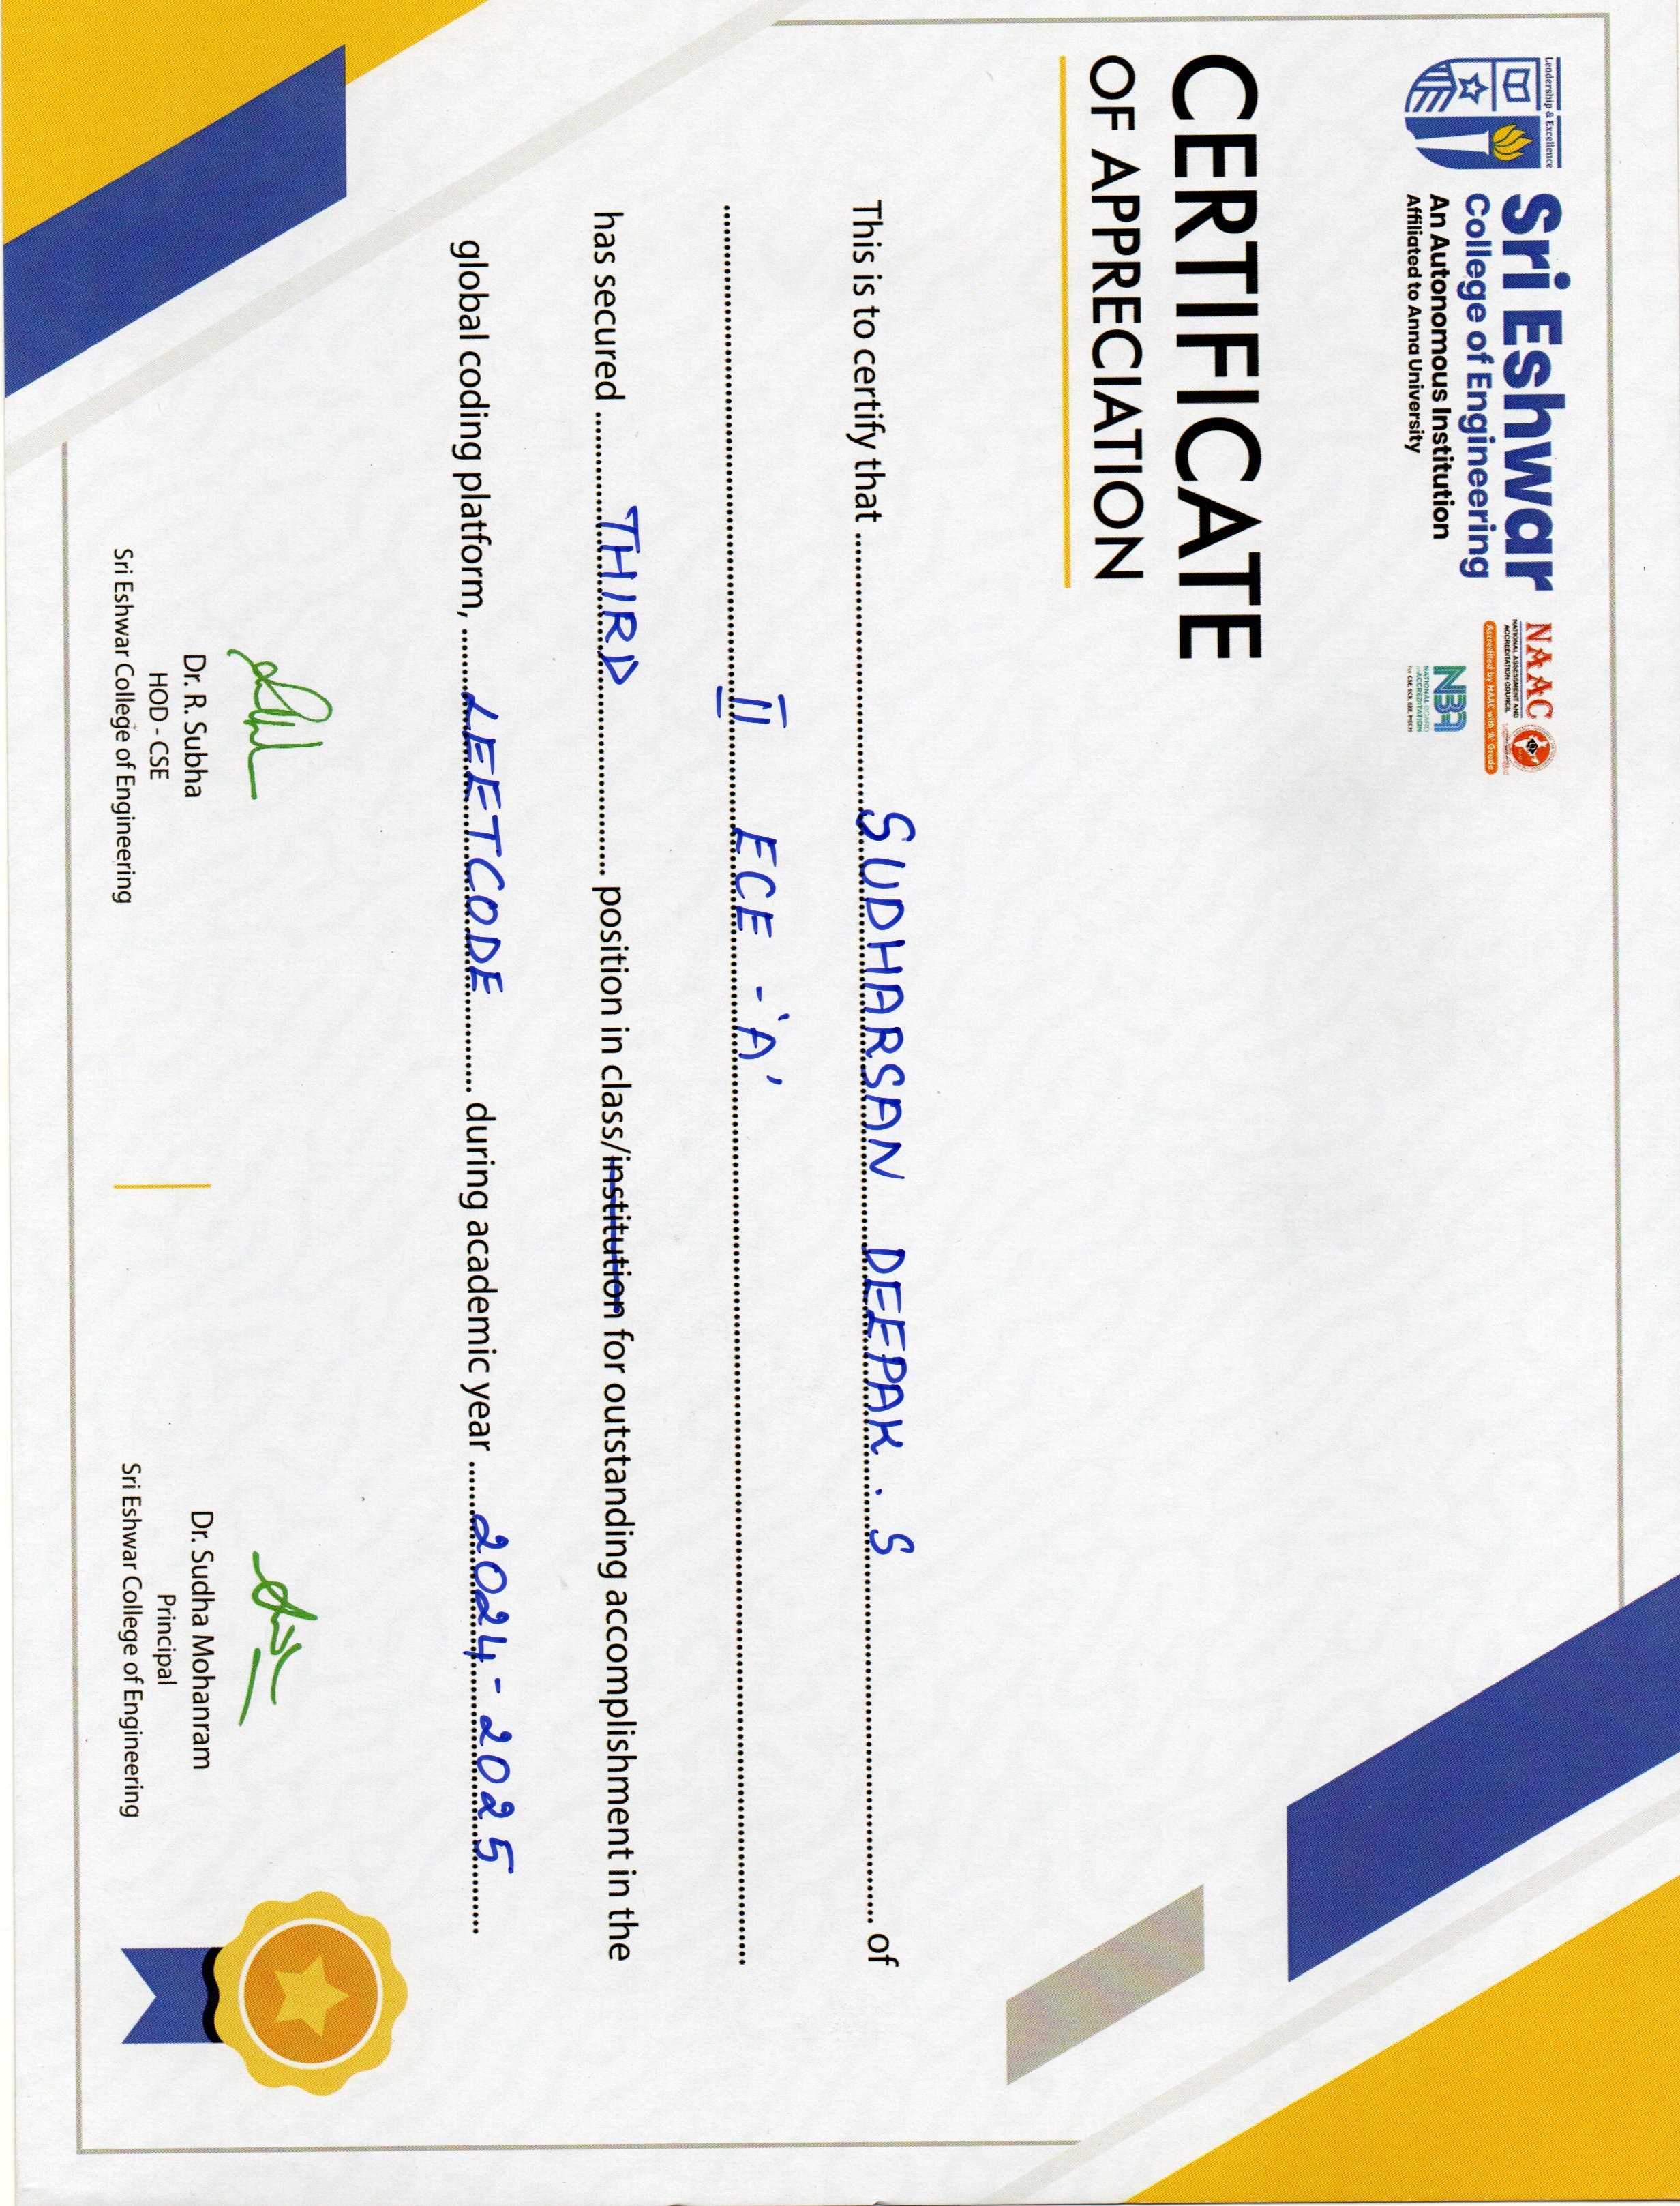 Leadership & Excellence
Sri Eshwar
College of Engineering
An Autonomous Institution
Affiliated to Anna University
NAAC
NATIONAL ASSESSMENT AND
ACCREDITATION COUNCIL
Accredited by NAAC with 'A' Grade
NBA
NATIONAL BOARD
of ACCREDITATION
For CSE, ECE, EEE, MECH
CERTIFICATE
OF APPRECIATION
This is to certify that SUDHARSAN DEEPAK . S of
II ECE - 'A'
has secured THIRD position in class/institution for outstanding accomplishment in the
global coding platform, LEETCODE during academic year 2024 - 2025
Dr. R. Subha
HOD - CSE
Sri Eshwar College of Engineering
Dr. Sudha Mohanram
Principal
Sri Eshwar College of Engineering